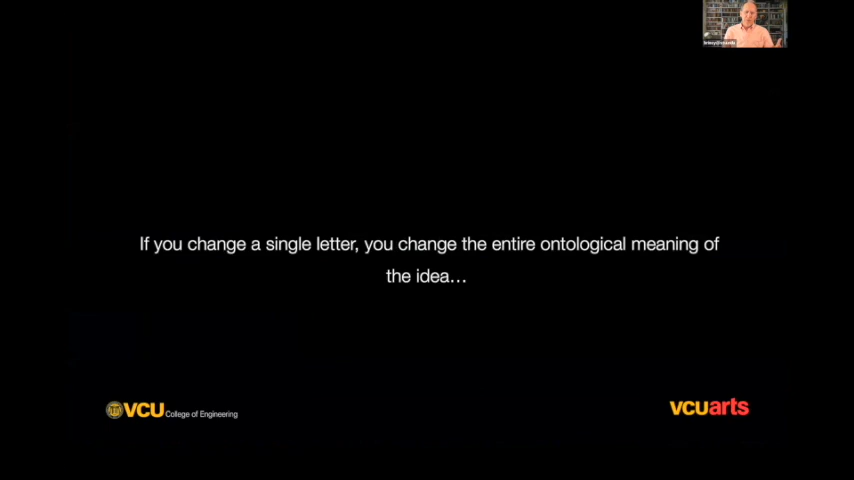 If you change a single letter, you change the entire ontological meaning of
the idea…
VCU College of Engineering
vcuarts